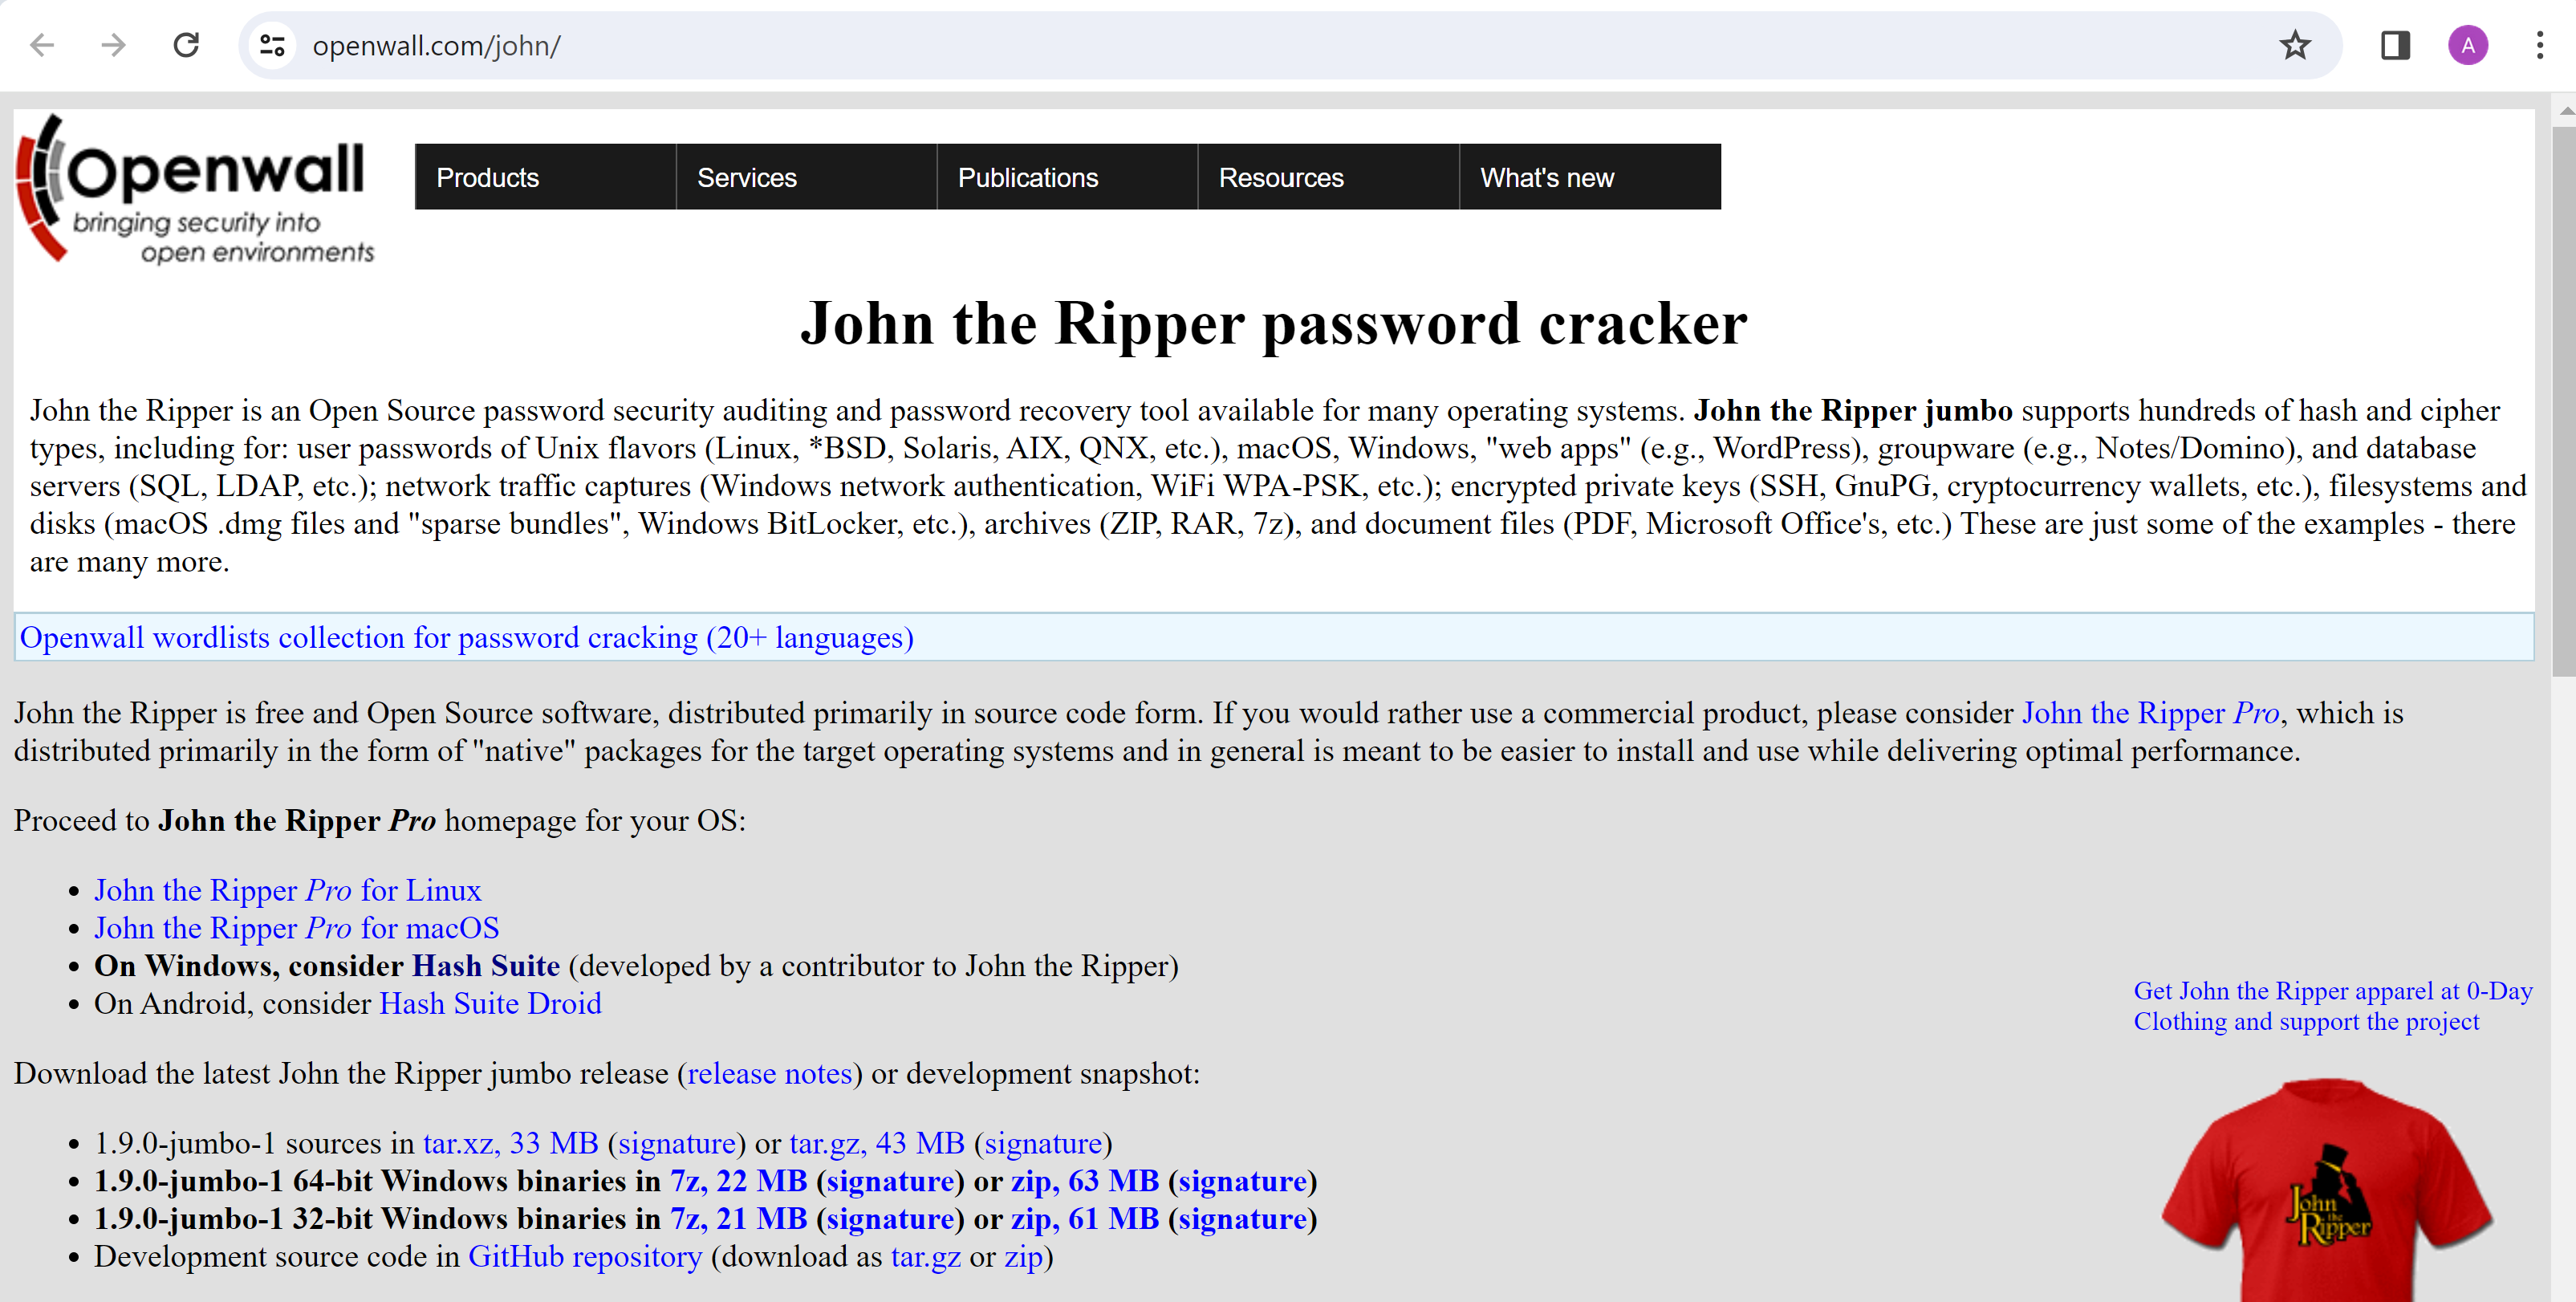 openwall.com/john/
A
Openwall
bringing security into
open environments
Products Services Publications Resources What's new
John the Ripper password cracker
John the Ripper is an Open Source password security auditing and password recovery tool available for many operating systems. John the Ripper jumbo supports hundreds of hash and cipher
types, including for: user passwords of Unix flavors (Linux, *BSD, Solaris, AIX, QNX, etc.), macOS, Windows, "web apps" (e.g., WordPress), groupware (e.g., Notes/Domino), and database
servers (SQL, LDAP, etc.); network traffic captures (Windows network authentication, WiFi WPA-PSK, etc.); encrypted private keys (SSH, GnuPG, cryptocurrency wallets, etc.), filesystems and
disks (macOS .dmg files and "sparse bundles", Windows BitLocker, etc.), archives (ZIP, RAR, 7z), and document files (PDF, Microsoft Office's, etc.) These are just some of the examples - there
are many more.
Openwall wordlists collection for password cracking (20+ languages)
John the Ripper is free and Open Source software, distributed primarily in source code form. If you would rather use a commercial product, please consider John the Ripper Pro, which is
distributed primarily in the form of "native" packages for the target operating systems and in general is meant to be easier to install and use while delivering optimal performance.
Proceed to John the Ripper Pro homepage for your OS:
• John the Ripper Pro for Linux
• John the Ripper Pro for macOS
• On Windows, consider Hash Suite (developed by a contributor to John the Ripper)
• On Android, consider Hash Suite Droid
Get John the Ripper apparel at 0-Day
Clothing and support the project
Download the latest John the Ripper jumbo release (release notes) or development snapshot:
• 1.9.0-jumbo-1 sources in tar.xz, 33 MB (signature) or tar.gz, 43 MB (signature)
• 1.9.0-jumbo-1 64-bit Windows binaries in 7z, 22 MB (signature) or zip, 63 MB (signature)
• 1.9.0-jumbo-1 32-bit Windows binaries in 7z, 21 MB (signature) or zip, 61 MB (signature)
• Development source code in GitHub repository (download as tar.gz or zip)
John
the
Ripper